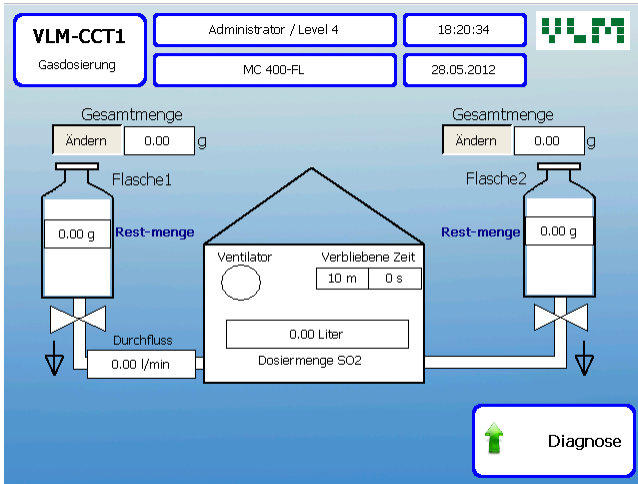 VLM-CCT1
Gasdosierung
Administrator / Level 4
18:20:34
VLM
MC 400-FL
28.05.2012
Gesamtmenge
Ändern
0.00
g
Flasche1
0.00 g
Rest-menge
Gesamtmenge
Ändern
0.00
g
Flasche2
Rest-menge
0.00 g
Ventilator
Verbliebene Zeit
10 m
0 s
0.00 Liter
Dosiermenge SO2
Durchfluss
0.00 l/min
Diagnose